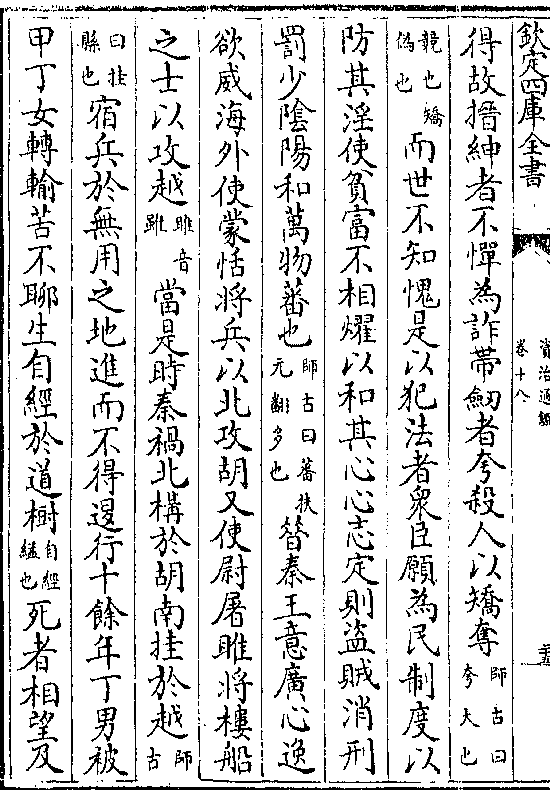 欽定四庫全書
資治通鑑
卷十八
二十五
得故搢紳者不憚為詐帶劒者夸殺人以矯奪師古曰夸大也
競也矯偽也而世不知愧是以犯法者衆臣願為民制度以
防其淫使貧富不相燿以和其心心志定則盜賊消刑
罰少陰陽和萬物蕃也師古曰蕃扶元翻多也昔秦王意廣心逸
欲威海外使蒙恬將兵以北攻胡又使尉屠睢將樓船
之士以攻越睢音雖當是時秦禍北構於胡南挂於越師古
曰挂縣也宿兵於無用之地進而不得退行十餘年丁男被
甲丁女轉輸苦不聊生自經於道樹自經縊也死者相望及